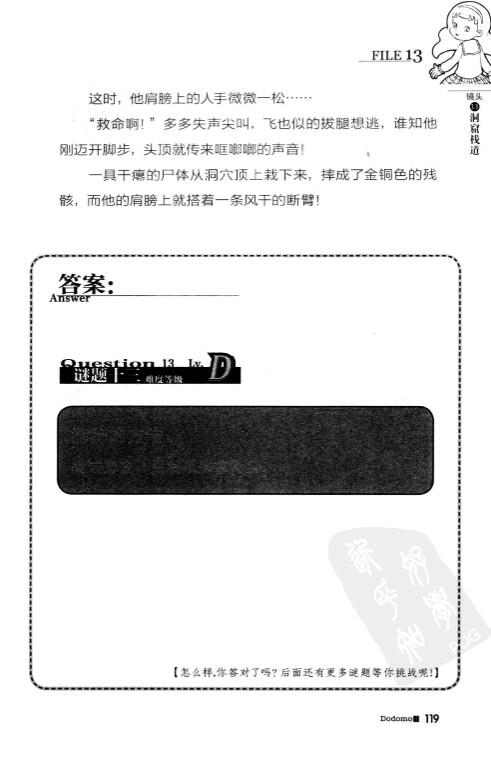 FILE 13
镜头
13
洞窟栈道
这时，他肩膀上的人手微微一松……
“救命啊！”多多失声尖叫，飞也似的拔腿想逃，谁知他
刚迈开脚步，头顶就传来哐啷啷的声音！
一具干瘪的尸体从洞穴顶上栽下来，摔成了金铜色的残
骸，而他的肩膀上就搭着一条风干的断臂！
答案：
Answer
Question 13 Lv. D
谜题十三 难度等级
【怎么样，你答对了吗？后面还有更多谜题等你挑战呢！】
Dodomo 119
PDG